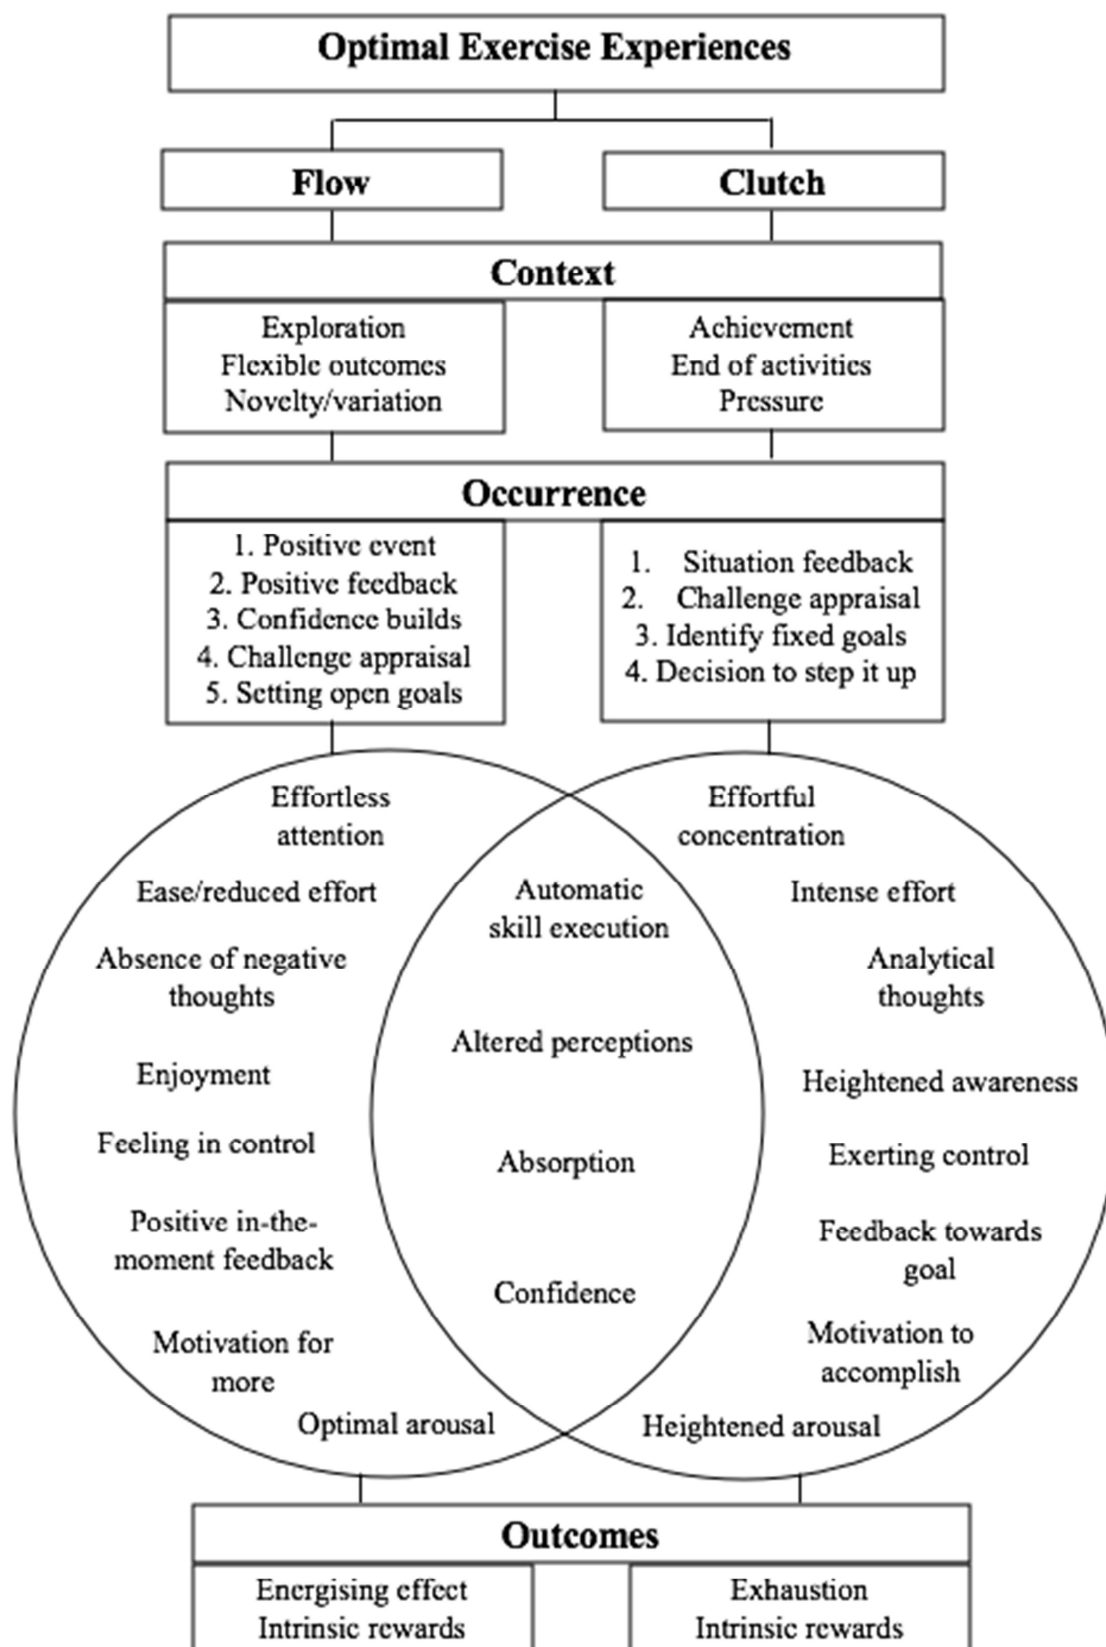 Optimal Exercise Experiences
Flow
Clutch
Context
Exploration
Flexible outcomes
Novelty/variation
Achievement
End of activities
Pressure
Occurrence
1. Positive event
2. Positive feedback
3. Confidence builds
4. Challenge appraisal
5. Setting open goals
1. Situation feedback
2. Challenge appraisal
3. Identify fixed goals
4. Decision to step it up
Effortless
attention
Ease/reduced effort
Absence of negative
thoughts
Enjoyment
Feeling in control
Positive in-the-
moment feedback
Motivation for
more
Optimal arousal
Automatic
skill execution
Altered perceptions
Absorption
Confidence
Effortful
concentration
Intense effort
Analytical
thoughts
Heightened awareness
Exerting control
Feedback towards
goal
Motivation to
accomplish
Heightened arousal
Outcomes
Energising effect
Intrinsic rewards
Exhaustion
Intrinsic rewards